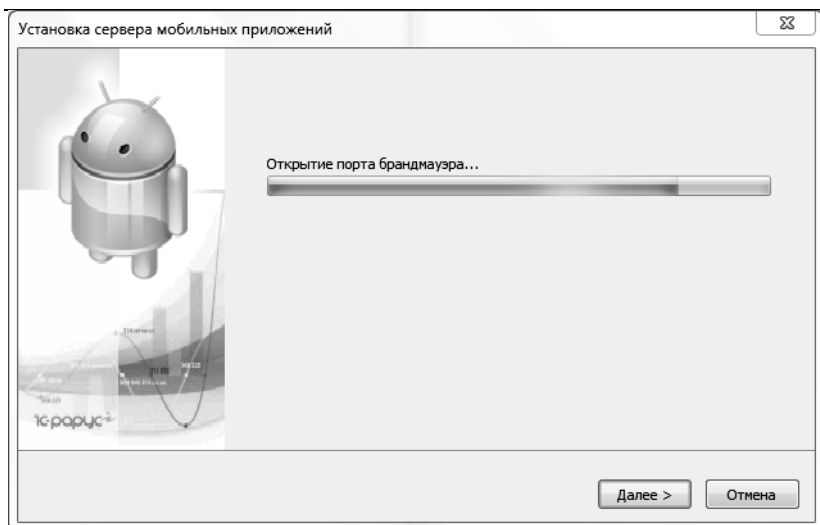 Установка сервера мобильных приложений
Открытие порта брандмауэра...
1С·рарус
Далее >
Отмена